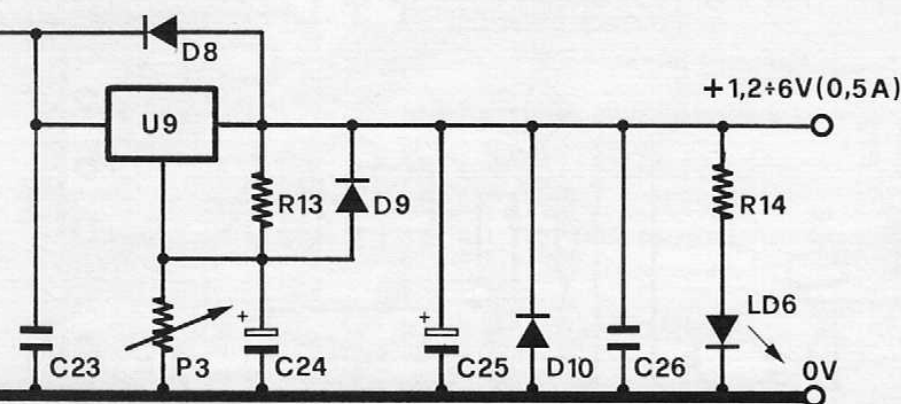 D8
+1,2÷6V(0,5A)
U9
R13
D9
R14
LD6
+
+
C23
P3
C24
C25
D10
C26
0V